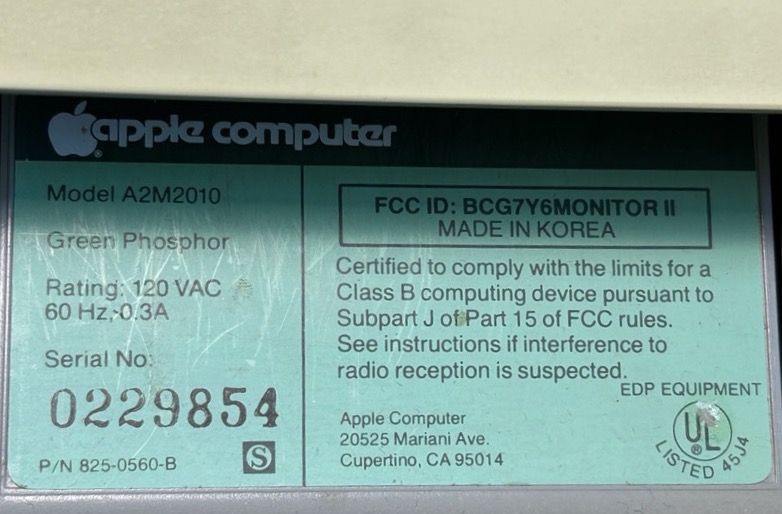 apple computer
Model A2M2010
Green Phosphor
Rating: 120 VAC
60 Hz, 0.3A
Serial No:
0229854
P/N 825-0560-B
S
FCC ID: BCG7Y6MONITOR II
MADE IN KOREA
Certified to comply with the limits for a
Class B computing device pursuant to
Subpart J of Part 15 of FCC rules.
See instructions if interference to
radio reception is suspected.
EDP EQUIPMENT
Apple Computer
20525 Mariani Ave.
Cupertino, CA 95014
UL
®
LISTED 45J4